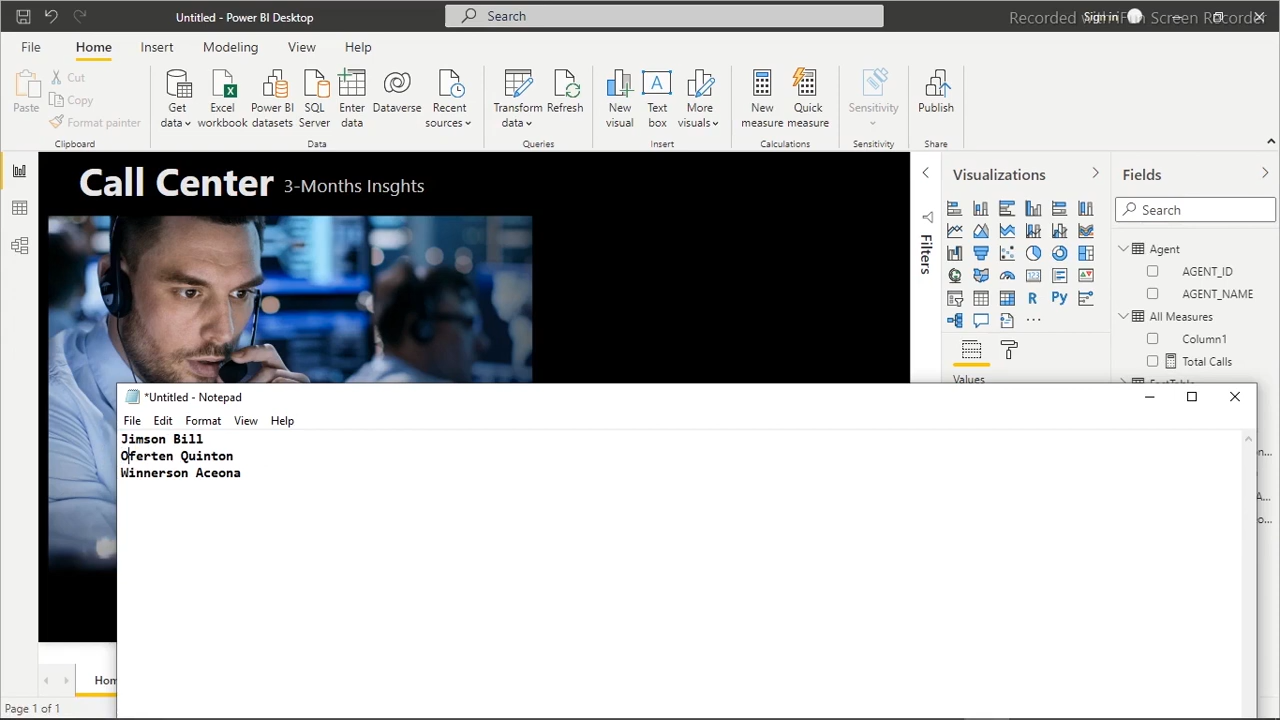 Untitled - Power BI Desktop
Search
Sign in
Recorded with iFun Screen Recorder
File Home Insert Modeling View Help
Paste
Cut
Copy
Format painter
Clipboard
Get data
Excel workbook
Power BI datasets
SQL Server
Enter data
Dataverse
Recent sources
Data
Transform data
Refresh
Queries
New visual
Text box
More visuals
Insert
New measure
Quick measure
Calculations
Sensitivity
Sensitivity
Publish
Share
Call Center 3-Months Insghts
Filters
Visualizations
R
Py
Values
Fields
Search
Agent
AGENT_ID
AGENT_NAME
All Measures
Column1
Total Calls
*Untitled - Notepad
File Edit Format View Help
Jimson Bill
Oferten Quinton
Winnerson Aceona
Page 1 of 1